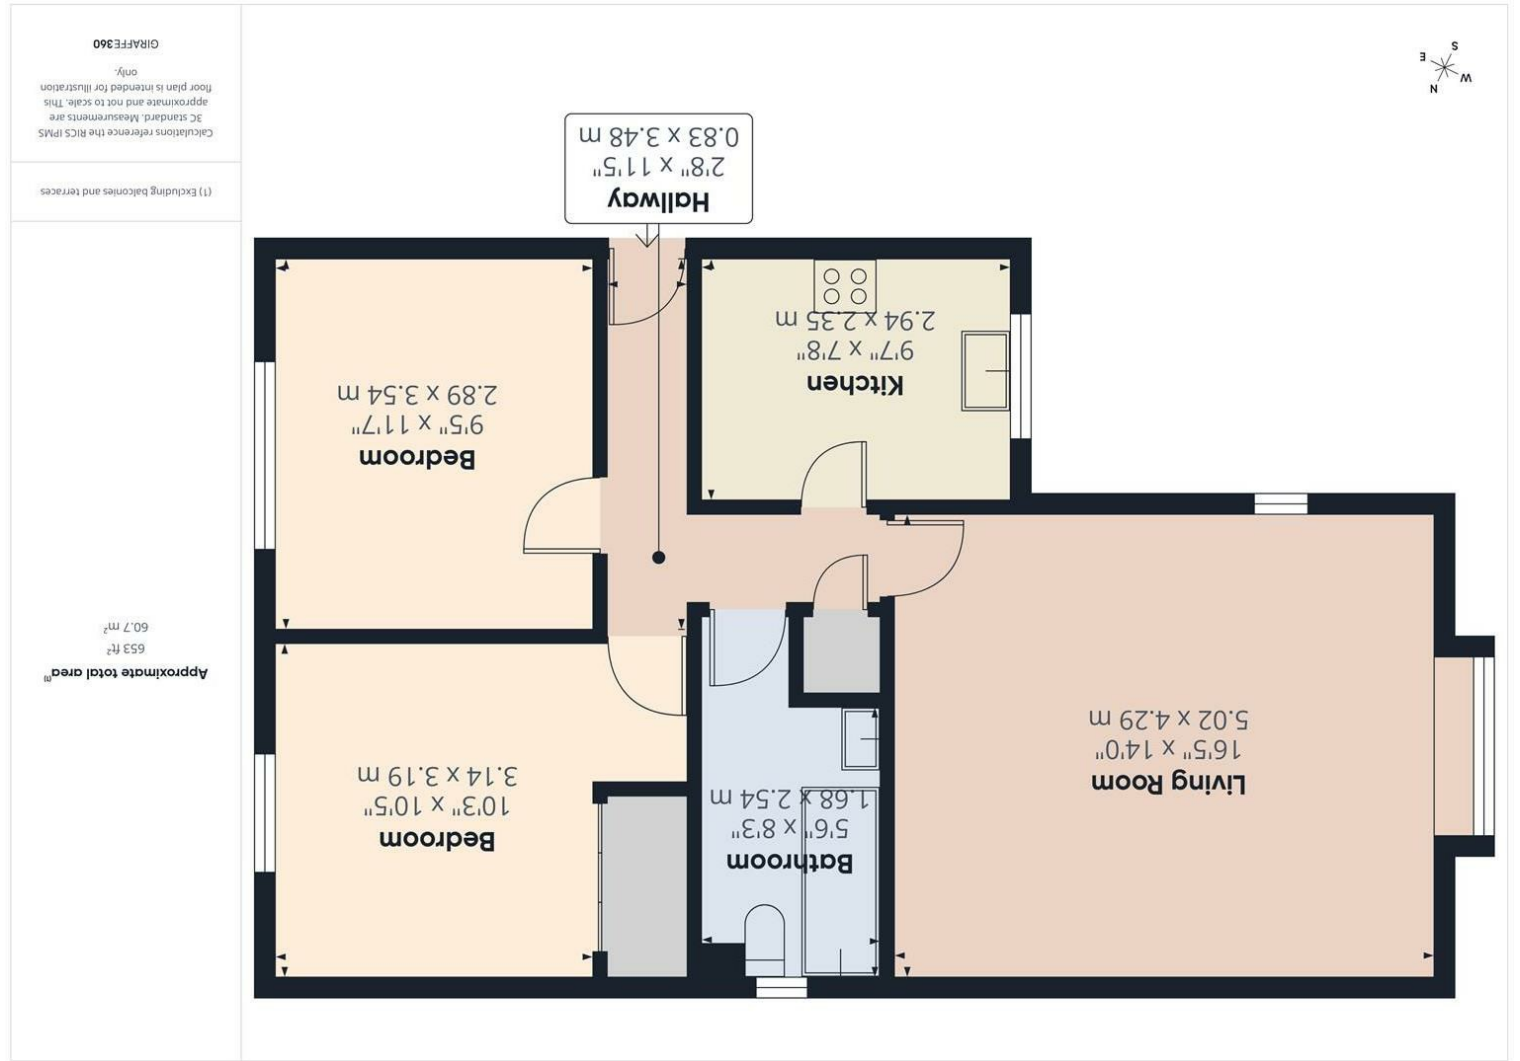 Approximate total area⁽¹⁾
653 ft²
60.7 m²
(1) Excluding balconies and terraces
Calculations reference the RICS IPMS
3C standard. Measurements are
approximate and not to scale. This
floor plan is intended for illustration
only.
GIRAFFE360
Living Room
16'5" x 14'0"
5.02 x 4.29 m
Bathroom
5'6" x 8'3"
1.68 x 2.54 m
Bedroom
10'3" x 10'5"
3.14 x 3.19 m
Kitchen
9'7" x 7'8"
2.94 x 2.35 m
Bedroom
9'5" x 11'7"
2.89 x 3.54 m
Hallway
2'8" x 11'5"
0.83 x 3.48 m
N
W
E
S